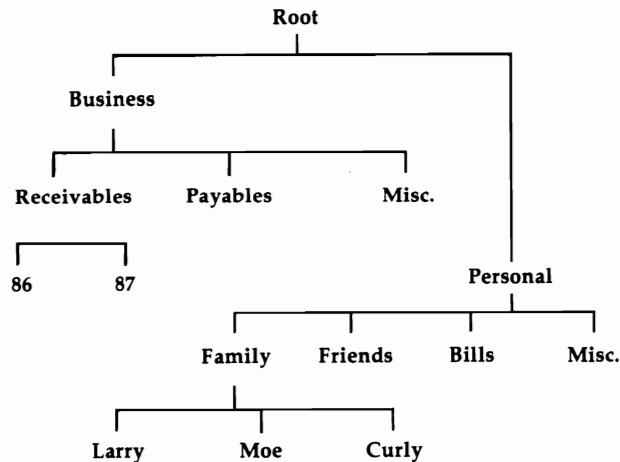 Root
Business
Receivables Payables Misc.
86 87
Personal
Family Friends Bills Misc.
Larry Moe Curly